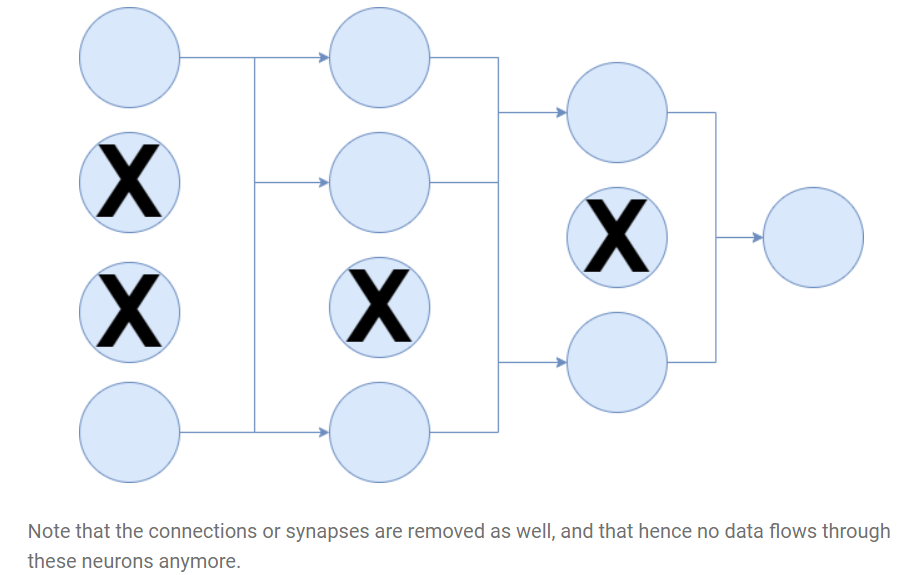 X
X
X
X
Note that the connections or synapses are removed as well, and that hence no data flows through
these neurons anymore.